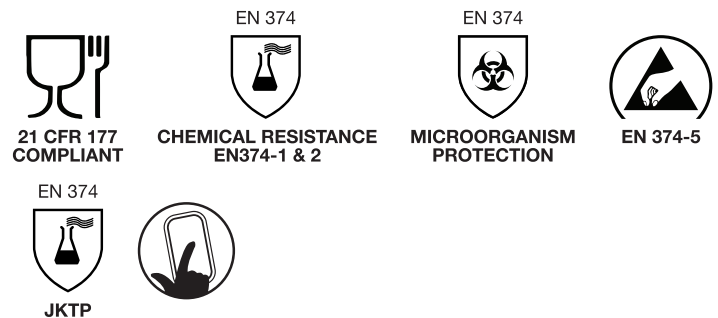 EN 374
EN 374
21 CFR 177
COMPLIANT
CHEMICAL RESISTANCE
EN374-1 & 2
MICROORGANISM
PROTECTION
EN 374-5
EN 374
JKTP